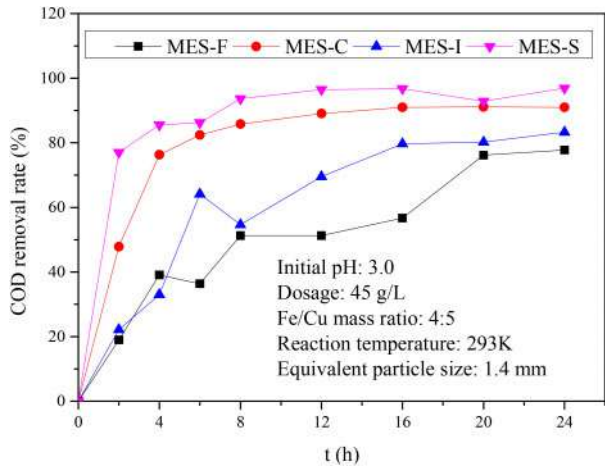 MES-F MES-C MES-I MES-S
120
100
80
60
40
20
0
COD removal rate (%)
Initial pH: 3.0
Dosage: 45 g/L
Fe/Cu mass ratio: 4:5
Reaction temperature: 293K
Equivalent particle size: 1.4 mm
0 4 8 12 16 20 24
t (h)